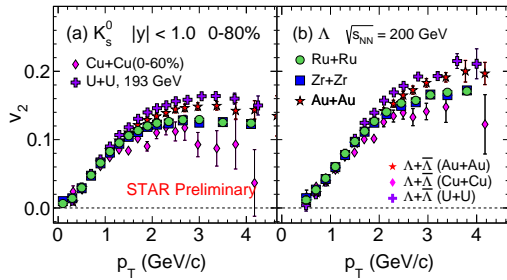 (a) K⁰ₛ |y| < 1.0 0-80%
Cu+Cu(0-60%)
U+U, 193 GeV
STAR Preliminary
(b) Λ √sNN = 200 GeV
Ru+Ru
Zr+Zr
Au+Au
Λ+Λ̅ (Au+Au)
Λ+Λ̅ (Cu+Cu)
Λ+Λ̅ (U+U)
v₂
0.2
0.1
0.0
0 1 2 3 4
0 1 2 3 4 5
pT (GeV/c)
pT (GeV/c)